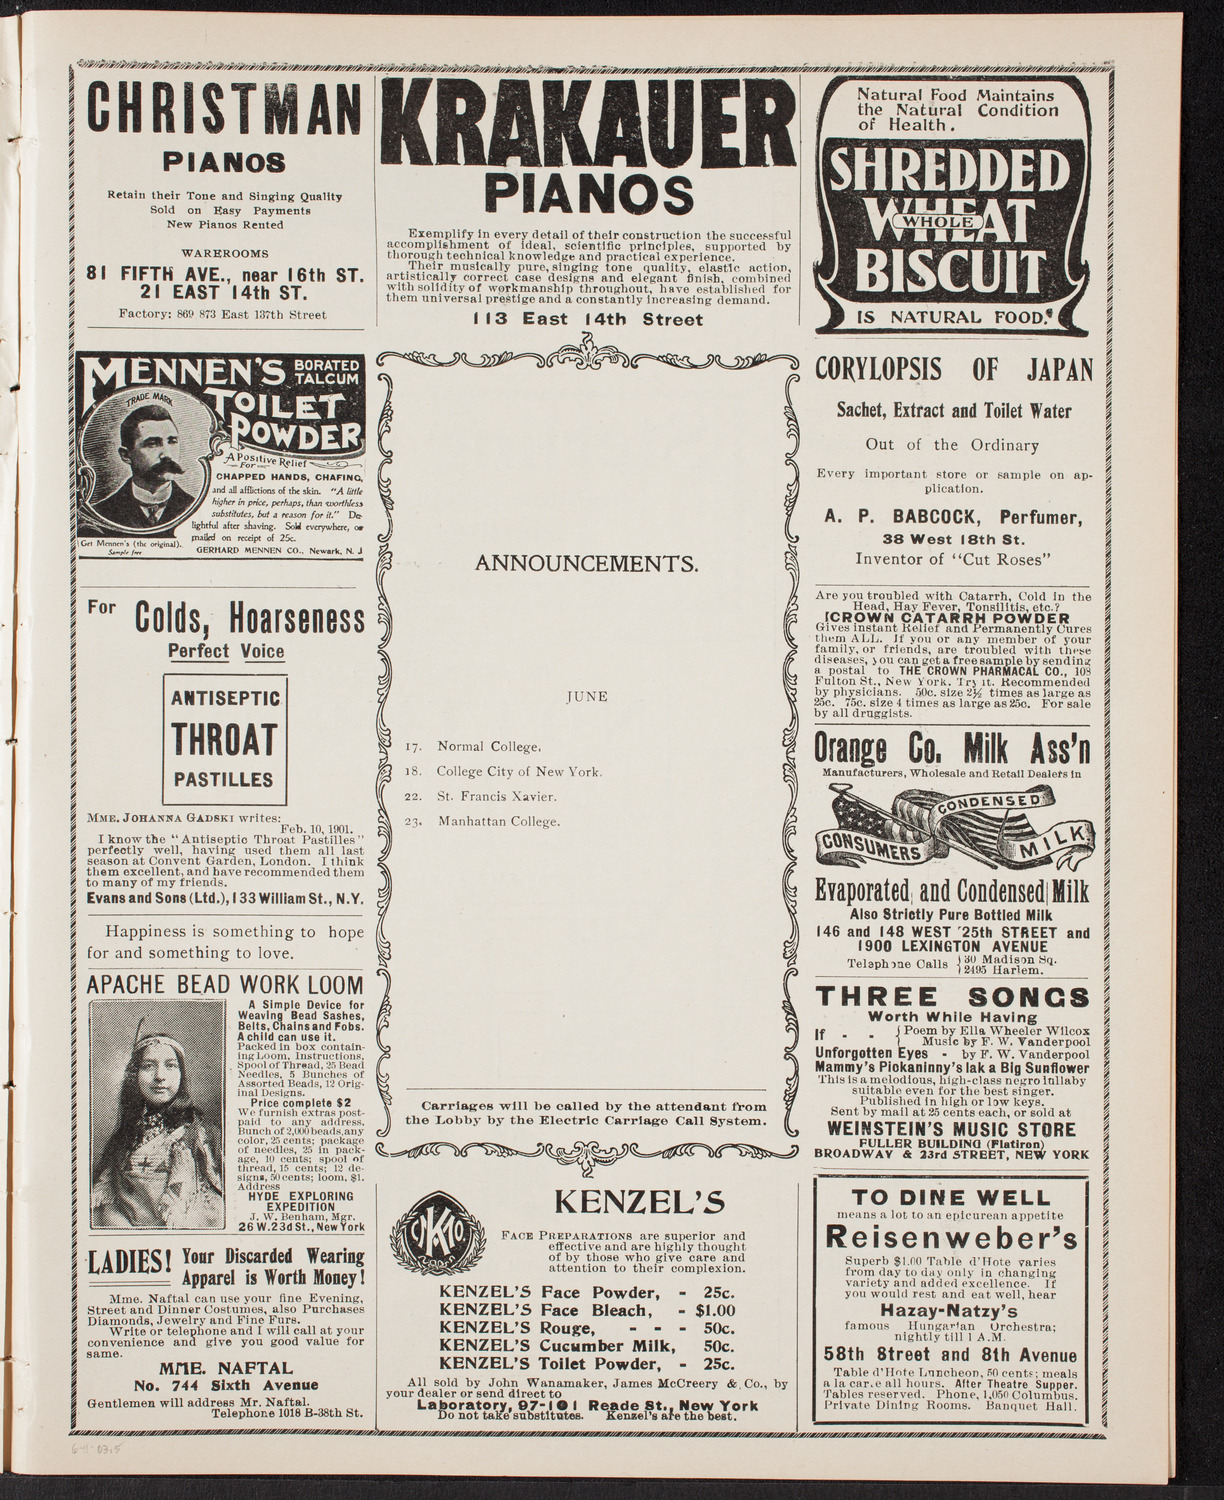 CHRISTMAN
PIANOS
Retain their Tone and Singing Quality
Sold on Easy Payments
New Pianos Rented
WAREROOMS
81 FIFTH AVE., near 16th ST.
21 EAST 14th ST.
Factory: 869 873 East 137th Street
MENNEN'S BORATED TALCUM
TOILET
POWDER
TRADE MARK
A Positive Relief
For
CHAPPED HANDS, CHAFING,
and all afflictions of the skin. "A little
higher in price, perhaps, than worthless
substitutes, but a reason for it." De-
lightful after shaving. Sold everywhere, or
mailed on receipt of 25c.
Get Mennen's (the original).
Sample free
GERHARD MENNEN CO., Newark, N. J
For Colds, Hoarseness
Perfect Voice
ANTISEPTIC
THROAT
PASTILLES
MME. JOHANNA GADSKI writes:
Feb. 10, 1901.
I know the "Antiseptic Throat Pastilles"
perfectly well, having used them all last
season at Convent Garden, London. I think
them excellent, and have recommended them
to many of my friends.
Evans and Sons (Ltd.), 133 William St., N.Y.
Happiness is something to hope
for and something to love.
APACHE BEAD WORK LOOM
A Simple Device for
Weaving Bead Sashes,
Belts, Chains and Fobs.
A child can use it.
Packed in box contain-
ing Loom, Instructions,
Spool of Thread, 25 Bead
Needles, 5 Bunches of
Assorted Beads, 12 Orig-
inal Designs.
Price complete $2
We furnish extras post-
paid to any address.
Bunch of 2,000 beads, any
color, 25 cents; package
of needles, 25 in pack-
age, 10 cents; spool of
thread, 15 cents; 12 de-
signs, 50 cents; loom, $1.
Address
HYDE EXPLORING
EXPEDITION
J. W. Benham, Mgr.
26 W. 23d St., New York
LADIES! Your Discarded Wearing
Apparel is Worth Money!
Mme. Naftal can use your fine Evening,
Street and Dinner Costumes, also Purchases
Diamonds, Jewelry and Fine Furs.
Write or telephone and I will call at your
convenience and give you good value for
same.
MME. NAFTAL
No. 744 Sixth Avenue
Gentlemen will address Mr. Naftal.
Telephone 1018 B-38th St.
KRAKAUER
PIANOS
Exemplify in every detail of their construction the successful
accomplishment of ideal, scientific principles, supported by
thorough technical knowledge and practical experience.
Their musically pure, singing tone quality, elastic action,
artistically correct case designs and elegant finish, combined
with solidity of workmanship throughout, have established for
them universal prestige and a constantly increasing demand.
113 East 14th Street
ANNOUNCEMENTS.
JUNE
17. Normal College.
18. College City of New York.
22. St. Francis Xavier.
23. Manhattan College.
Carriages will be called by the attendant from
the Lobby by the Electric Carriage Call System.
KENZEL'S
FACE PREPARATIONS are superior and
effective and are highly thought
of by those who give care and
attention to their complexion.
KENZEL'S Face Powder, - 25c.
KENZEL'S Face Bleach, - $1.00
KENZEL'S Rouge, - - - 50c.
KENZEL'S Cucumber Milk, 50c.
KENZEL'S Toilet Powder, - 25c.
All sold by John Wanamaker, James McCreery & Co., by
your dealer or send direct to
Laboratory, 97-101 Reade St., New York
Do not take substitutes. Kenzel's are the best.
Natural Food Maintains
the Natural Condition
of Health.
SHREDDED
WHOLE
WHEAT
BISCUIT
IS NATURAL FOOD.
CORYLOPSIS OF JAPAN
Sachet, Extract and Toilet Water
Out of the Ordinary
Every important store or sample on ap-
plication.
A. P. BABCOCK, Perfumer,
38 West 18th St.
Inventor of "Cut Roses"
Are you troubled with Catarrh, Cold in the
Head, Hay Fever, Tonsilitis, etc.?
CROWN CATARRH POWDER
Gives instant Relief and Permanently Cures
them ALL. If you or any member of your
family, or friends, are troubled with these
diseases, you can get a free sample by sending
a postal to THE CROWN PHARMACAL CO., 108
Fulton St., New York. Try it. Recommended
by physicians. 50c. size 2½ times as large as
25c. 75c. size 4 times as large as 25c. For sale
by all druggists.
Orange Co. Milk Ass'n
Manufacturers, Wholesale and Retail Dealers in
CONSUMERS CONDENSED MILK
Evaporated and Condensed Milk
Also Strictly Pure Bottled Milk
146 and 148 WEST 25th STREET and
1900 LEXINGTON AVENUE
Telephone Calls { 30 Madison Sq.
{ 2495 Harlem.
THREE SONGS
Worth While Having
If - - { Poem by Ella Wheeler Wilcox
Music by F. W. Vanderpool
Unforgotten Eyes - by F. W. Vanderpool
Mammy's Pickaninny's lak a Big Sunflower
This is a melodious, high-class negro lullaby
suitable even for the best singer.
Published in high or low keys.
Sent by mail at 25 cents each, or sold at
WEINSTEIN'S MUSIC STORE
FULLER BUILDING (Flatiron)
BROADWAY & 23rd STREET, NEW YORK
TO DINE WELL
means a lot to an epicurean appetite
Reisenweber's
Superb $1.00 Table d'Hote varies
from day to day only in changing
variety and added excellence. If
you would rest and eat well, hear
Hazay-Natzy's
famous Hungarian Orchestra;
nightly till 1 A.M.
58th Street and 8th Avenue
Table d'Hote Luncheon, 50 cents; meals
a la carte all hours. After Theatre Supper.
Tables reserved. Phone, 1,050 Columbus.
Private Dining Rooms. Banquet Hall.